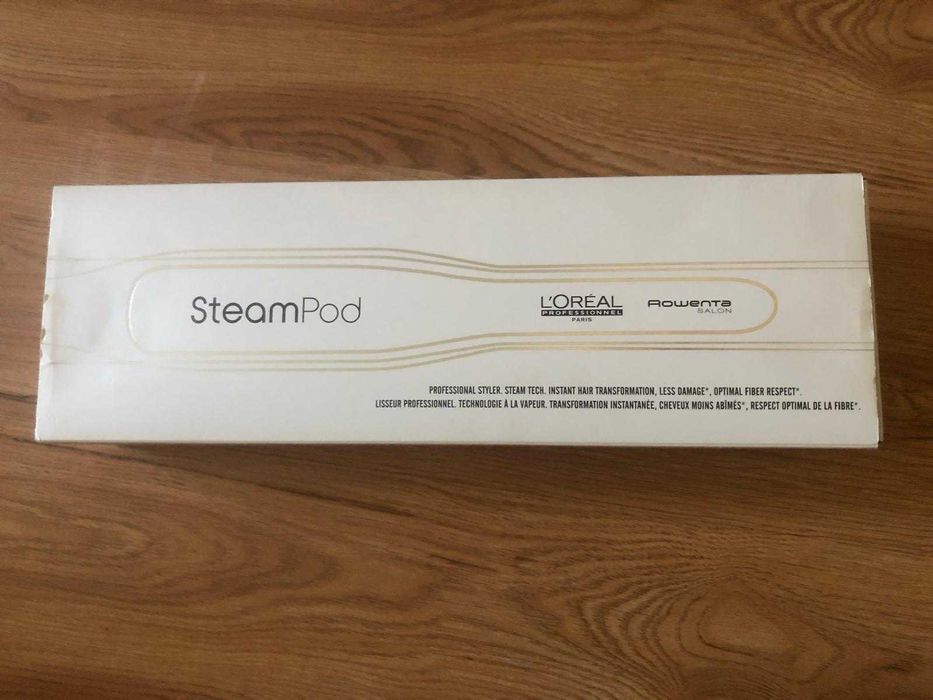 SteamPod
L'ORÉAL
PROFESSIONNEL
PARIS
Rowenta
SALON
PROFESSIONAL STYLER. STEAM TECH. INSTANT HAIR TRANSFORMATION, LESS DAMAGE*, OPTIMAL FIBER RESPECT*.
LISSEUR PROFESSIONNEL. TECHNOLOGIE À LA VAPEUR. TRANSFORMATION INSTANTANÉE, CHEVEUX MOINS ABÎMÉS*, RESPECT OPTIMAL DE LA FIBRE*.